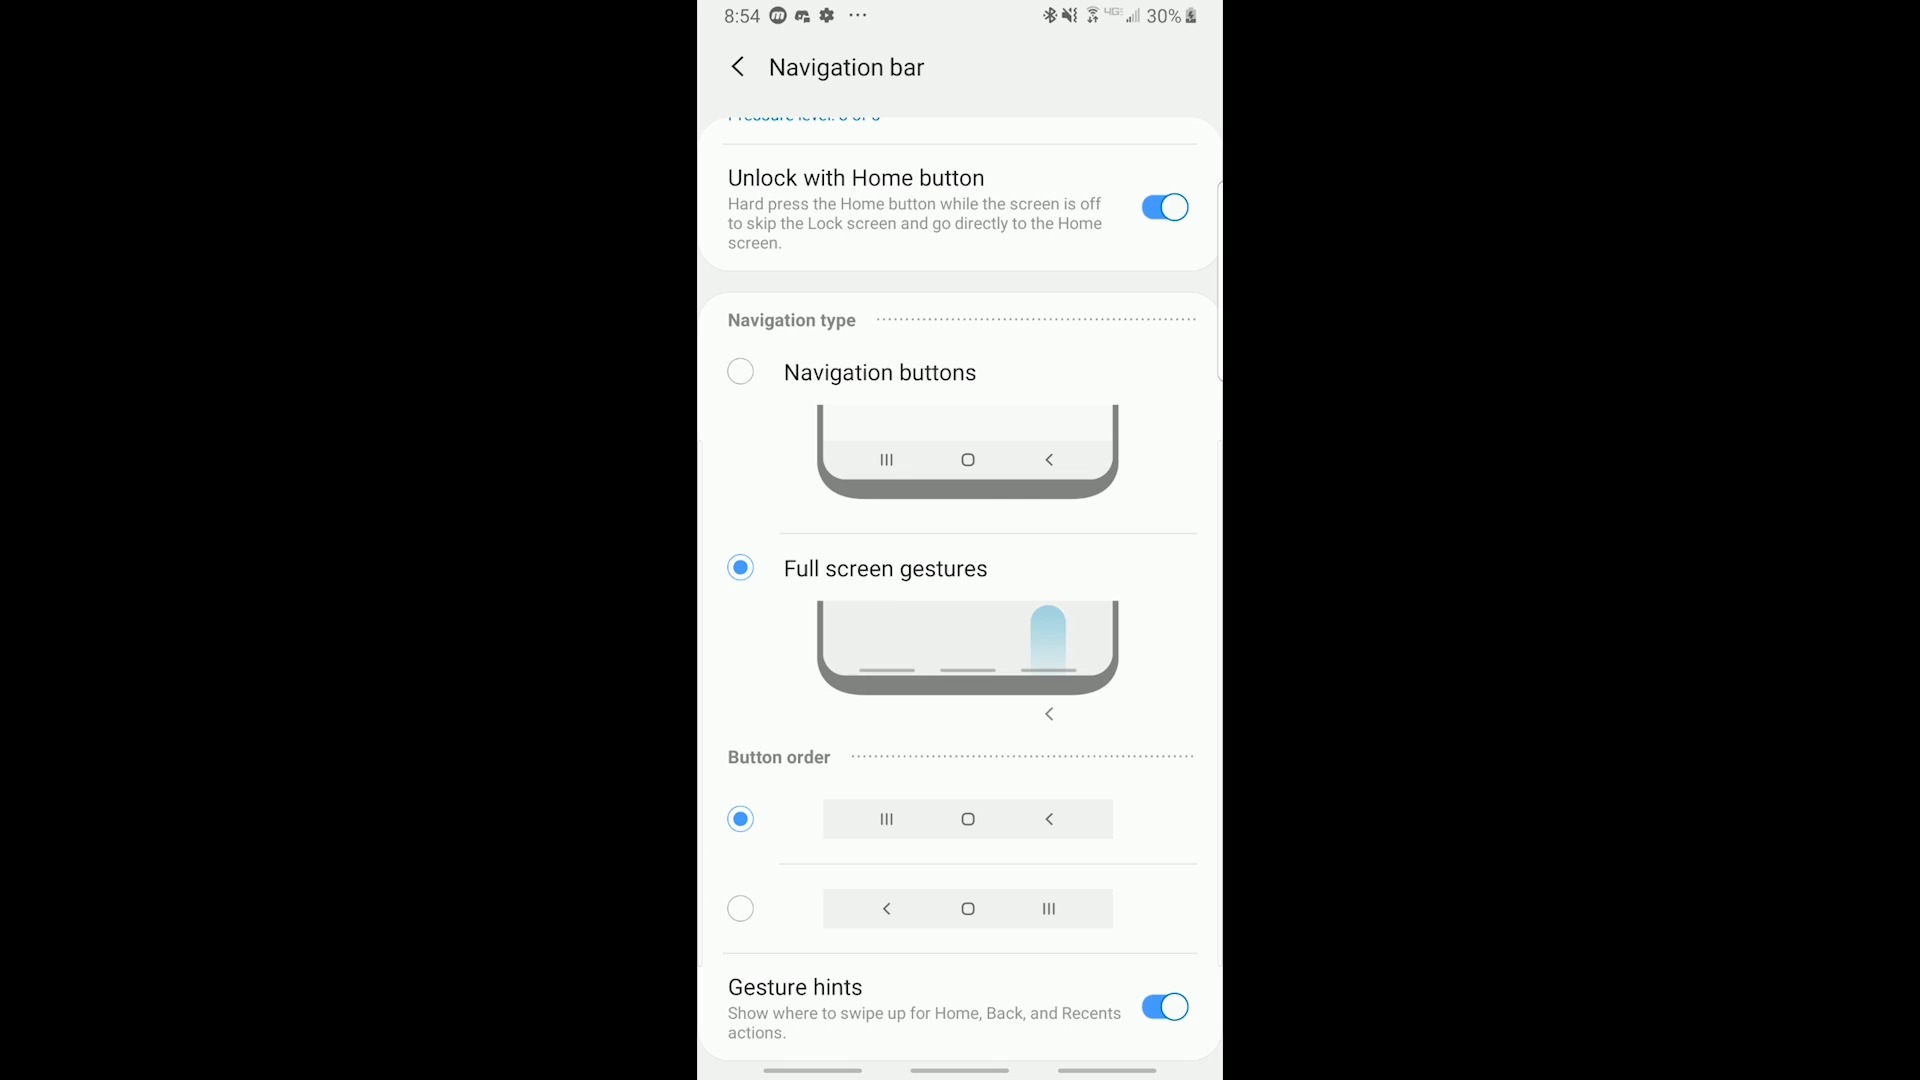 8:54 ··· 4G 30%
Navigation bar
Unlock with Home button
Hard press the Home button while the screen is off
to skip the Lock screen and go directly to the Home
screen.
Navigation type
Navigation buttons
Full screen gestures
Button order
Gesture hints
Show where to swipe up for Home, Back, and Recents
actions.